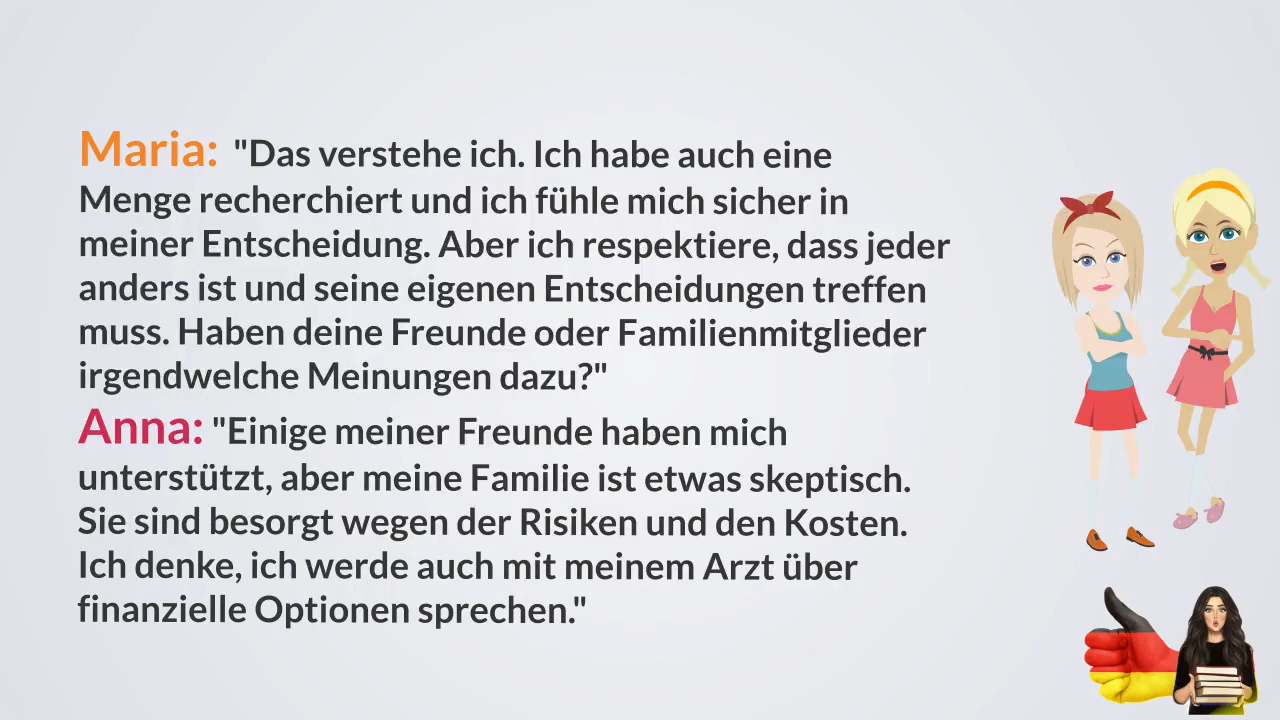 Maria: "Das verstehe ich. Ich habe auch eine
Menge recherchiert und ich fühle mich sicher in
meiner Entscheidung. Aber ich respektiere, dass jeder
anders ist und seine eigenen Entscheidungen treffen
muss. Haben deine Freunde oder Familienmitglieder
irgendwelche Meinungen dazu?"
Anna: "Einige meiner Freunde haben mich
unterstützt, aber meine Familie ist etwas skeptisch.
Sie sind besorgt wegen der Risiken und den Kosten.
Ich denke, ich werde auch mit meinem Arzt über
finanzielle Optionen sprechen."